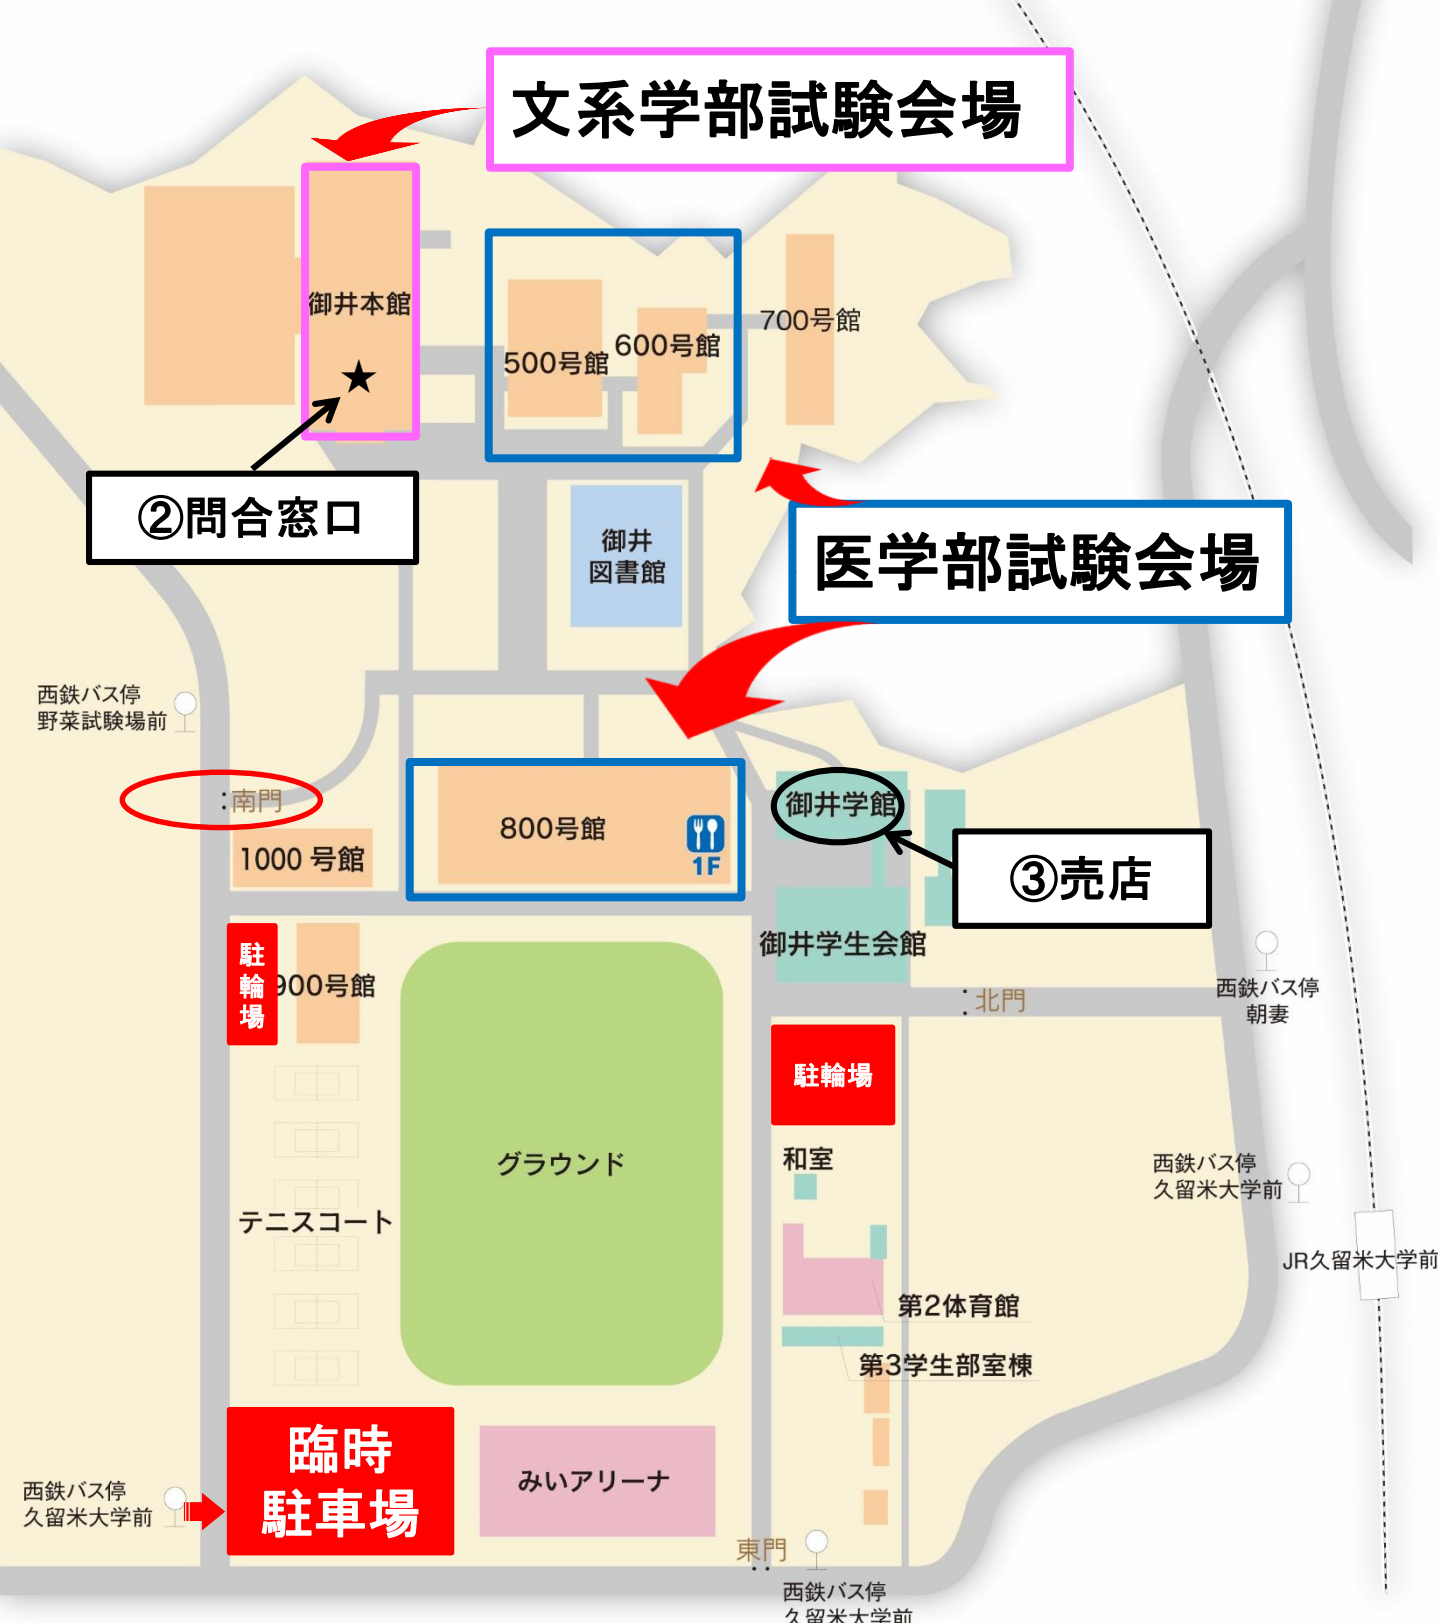 文系学部試験会場
御井本館
500号館
600号館
700号館
②問合窓口
御井
図書館
医学部試験会場
西鉄バス停
野菜試験場前
南門
1000 号館
800号館
1F
御井学館
③売店
駐輪場
900号館
御井学生会館
北門
西鉄バス停
朝妻
駐輪場
グラウンド
和室
西鉄バス停
久留米大学前
テニスコート
JR久留米大学前
第2体育館
第3学生部室棟
臨時
駐車場
みいアリーナ
西鉄バス停
久留米大学前
東門
西鉄バス停
久留米大学前